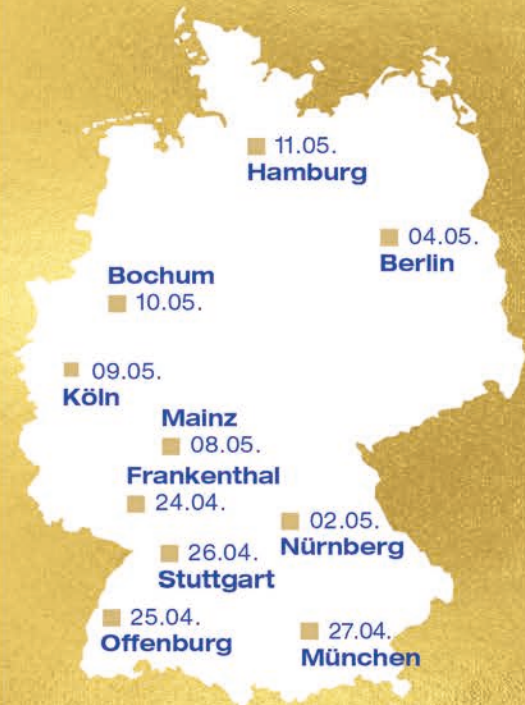 11.05.
Hamburg
04.05.
Berlin
Bochum
10.05.
09.05.
Köln
Mainz
08.05.
Frankenthal
24.04.
02.05.
Nürnberg
26.04.
Stuttgart
25.04.
Offenburg
27.04.
München